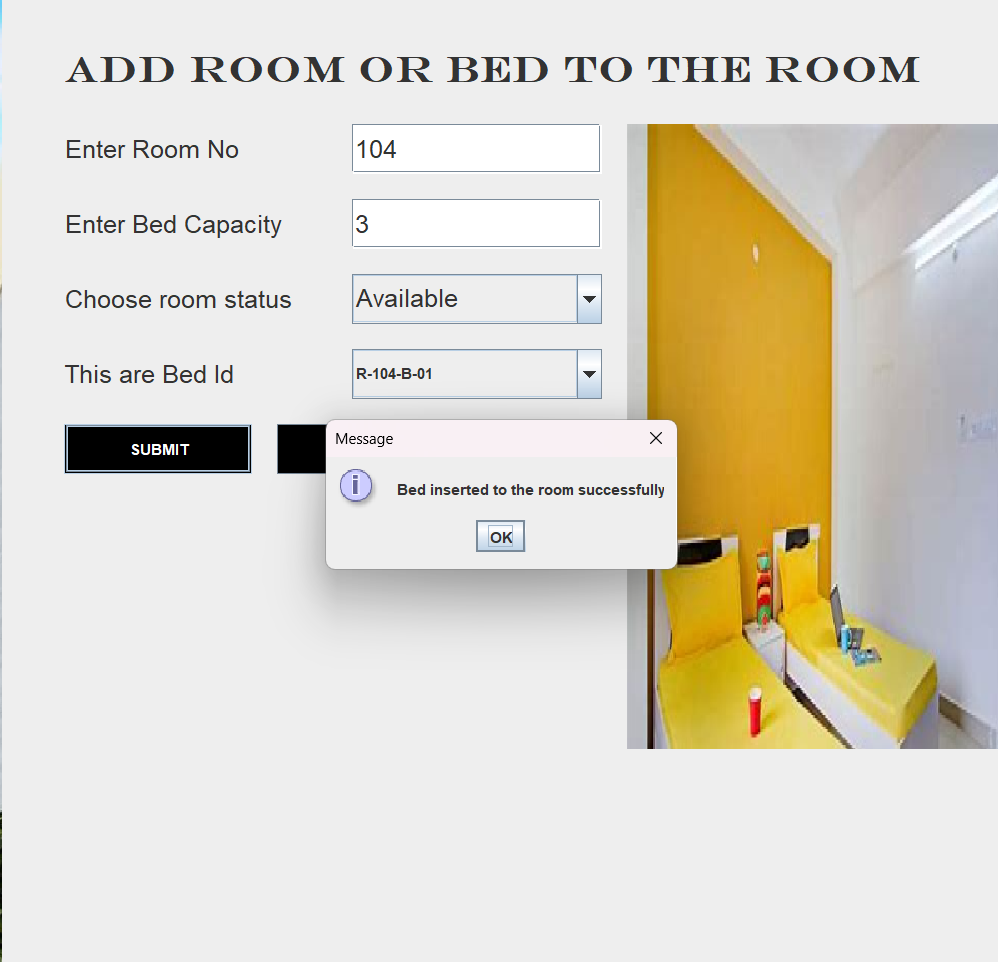 ADD ROOM OR BED TO THE ROOM
Enter Room No
104
Enter Bed Capacity
3
Choose room status
Available
This are Bed Id
R-104-B-01
SUBMIT
Message
Bed inserted to the room successfully
OK